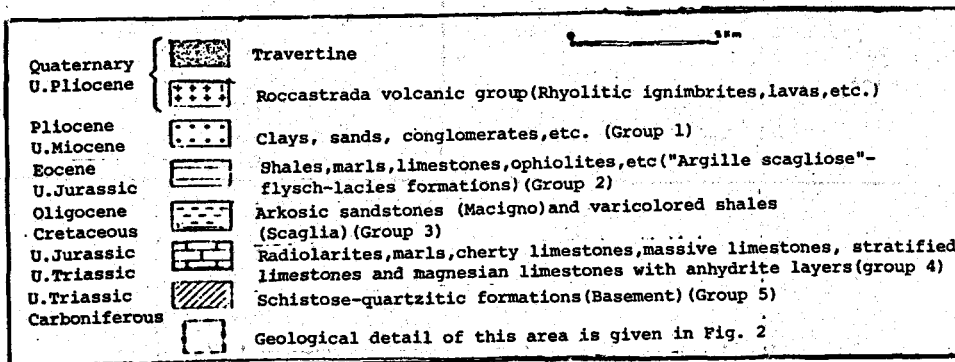 5 Km
Quaternary
U.Pliocene
Travertine
Roccastrada volcanic group(Rhyolitic ignimbrites,lavas,etc.)
Pliocene
U.Miocene
Clays, sands, conglomerates,etc. (Group 1)
Eocene
U.Jurassic
Shales,marls,limestones,ophiolites,etc("Argille scagliose"-
flysch-lacies formations)(Group 2)
Oligocene
Cretaceous
Arkosic sandstones (Macigno)and varicolored shales
(Scaglia)(Group 3)
U.Jurassic
U.Triassic
Radiolarites,marls,cherty limestones,massive limestones, stratified
limestones and magnesian limestones with anhydrite layers(group 4)
U.Triassic
Carboniferous
Schistose-quartzitic formations(Basement)(Group 5)
Geological detail of this area is given in Fig. 2